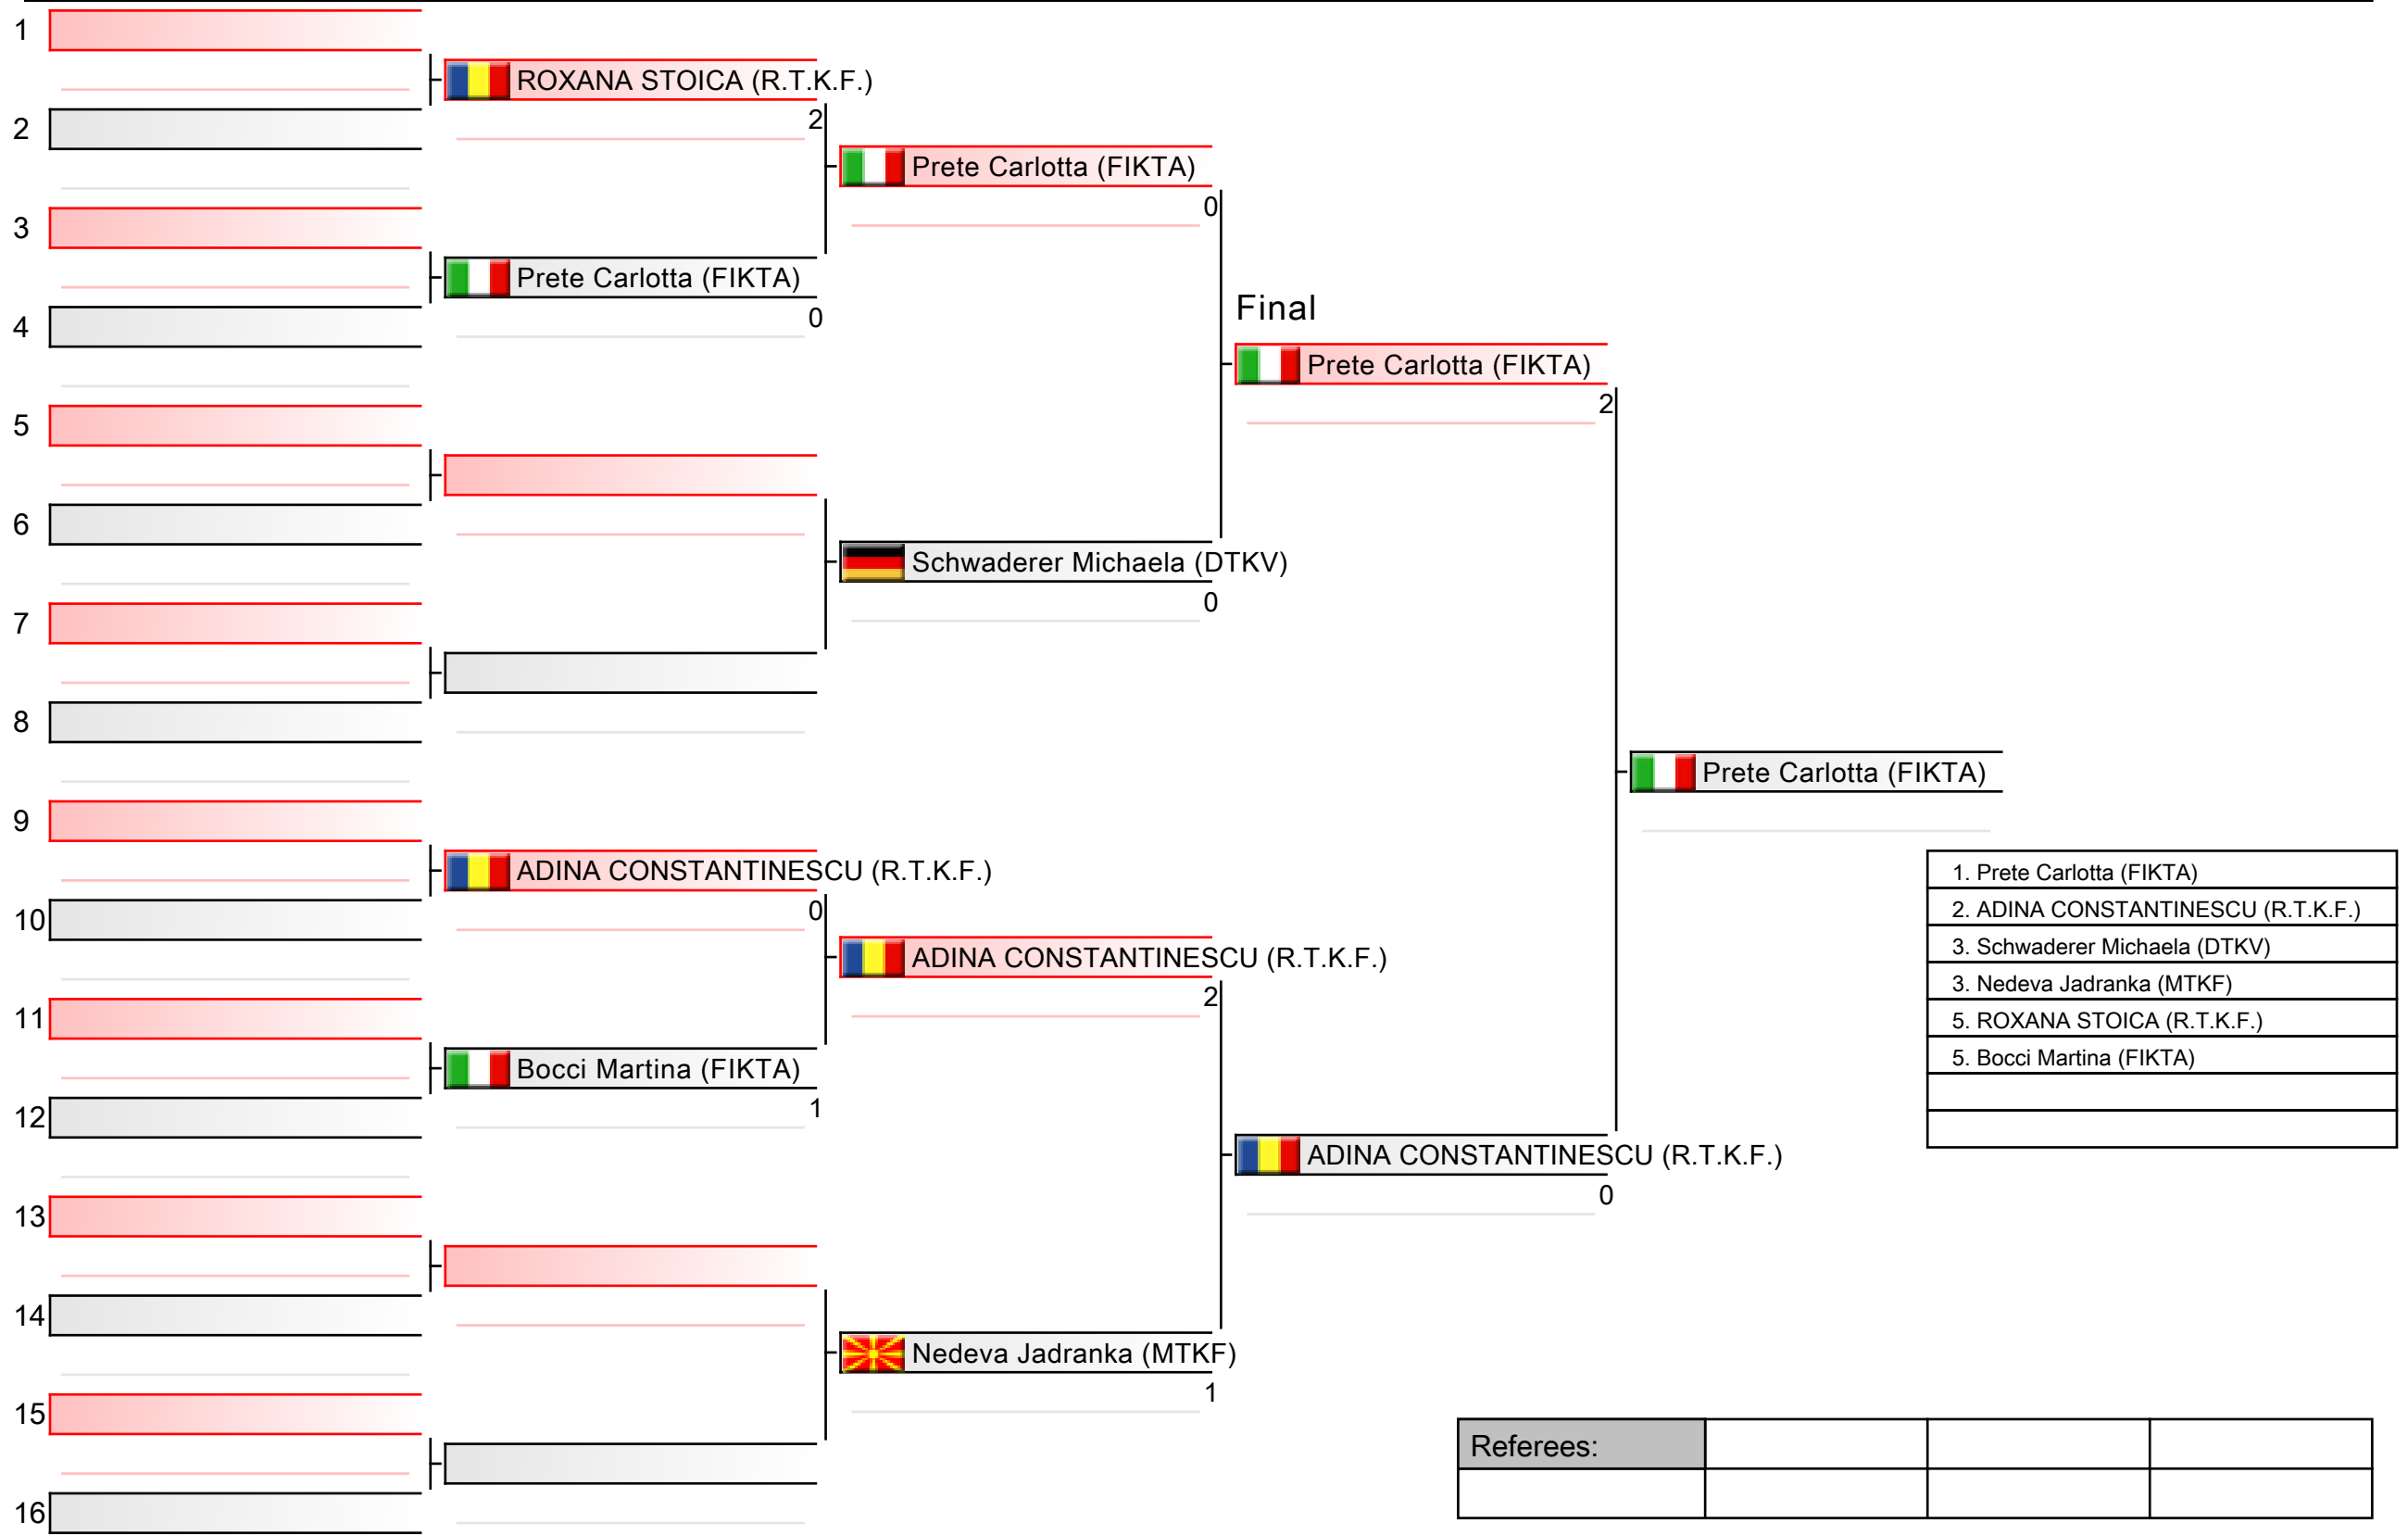 1
ROXANA STOICA (R.T.K.F.)
2
2
Prete Carlotta (FIKTA)
0
3
Prete Carlotta (FIKTA)
0
4
Final
Prete Carlotta (FIKTA)
2
5
6
Schwaderer Michaela (DTKV)
0
7
8
Prete Carlotta (FIKTA)
9
ADINA CONSTANTINESCU (R.T.K.F.)
0
10
ADINA CONSTANTINESCU (R.T.K.F.)
2
11
Bocci Martina (FIKTA)
1
12
ADINA CONSTANTINESCU (R.T.K.F.)
0
13
14
Nedeva Jadranka (MTKF)
1
15
16
1. Prete Carlotta (FIKTA)
2. ADINA CONSTANTINESCU (R.T.K.F.)
3. Schwaderer Michaela (DTKV)
3. Nedeva Jadranka (MTKF)
5. ROXANA STOICA (R.T.K.F.)
5. Bocci Martina (FIKTA)
Referees: